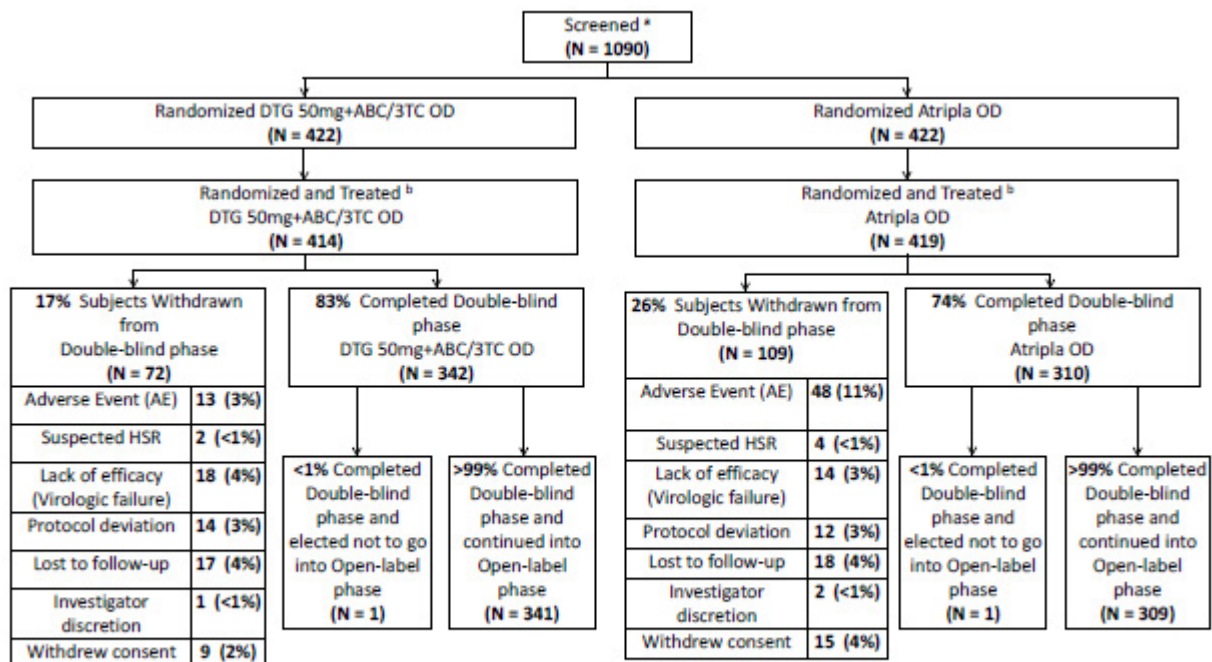 Screened ᵃ
(N = 1090)
Randomized DTG 50mg+ABC/3TC OD
(N = 422)
Randomized Atripla OD
(N = 422)
Randomized and Treated ᵇ
DTG 50mg+ABC/3TC OD
(N = 414)
Randomized and Treated ᵇ
Atripla OD
(N = 419)
17% Subjects Withdrawn
from
Double-blind phase
(N = 72)
Adverse Event (AE) 13 (3%)
Suspected HSR 2 (<1%)
Lack of efficacy 18 (4%)
(Virologic failure)
Protocol deviation 14 (3%)
Lost to follow-up 17 (4%)
Investigator 1 (<1%)
discretion
Withdrew consent 9 (2%)
83% Completed Double-blind
phase
DTG 50mg+ABC/3TC OD
(N = 342)
<1% Completed
Double-blind
phase and
elected not to go
into Open-label
phase
(N = 1)
>99% Completed
Double-blind
phase and
continued into
Open-label
phase
(N = 341)
26% Subjects Withdrawn from
Double-blind phase
(N = 109)
Adverse Event (AE) 48 (11%)
Suspected HSR 4 (<1%)
Lack of efficacy 14 (3%)
(Virologic failure)
Protocol deviation 12 (3%)
Lost to follow-up 18 (4%)
Investigator 2 (<1%)
discretion
Withdrew consent 15 (4%)
74% Completed Double-blind
phase
Atripla OD
(N = 310)
<1% Completed
Double-blind
phase and
elected not to go
into Open-label
phase
(N = 1)
>99% Completed
Double-blind
phase and
continued into
Open-label
phase
(N = 309)